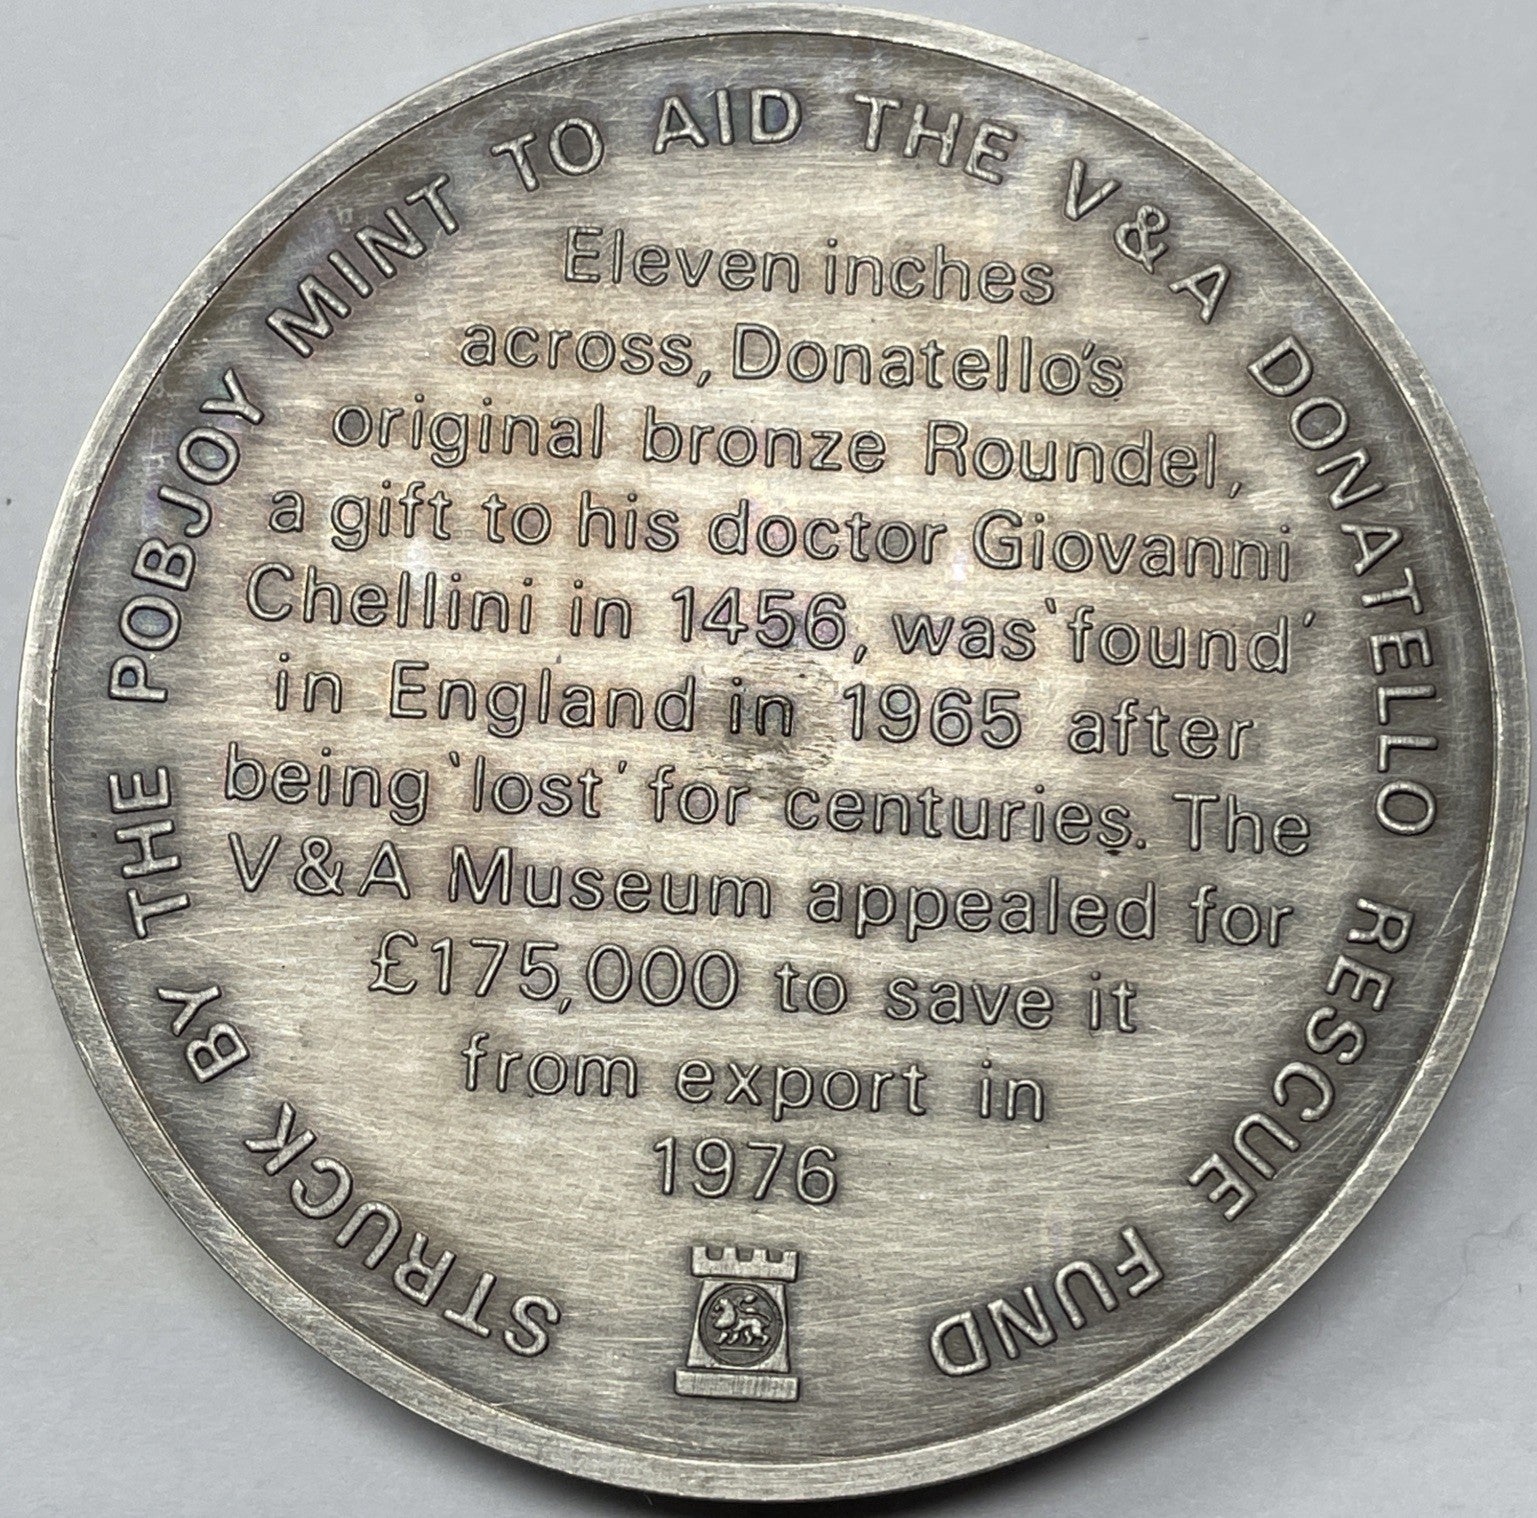 STRUCK BY THE POBJOY MINT TO AID THE V&A DONATELLO RESCUE FUND
Eleven inches
across, Donatello's
original bronze Roundel,
a gift to his doctor Giovanni
Chellini in 1456, was 'found'
in England in 1965 after
being 'lost' for centuries. The
V&A Museum appealed for
£175,000 to save it
from export in
1976